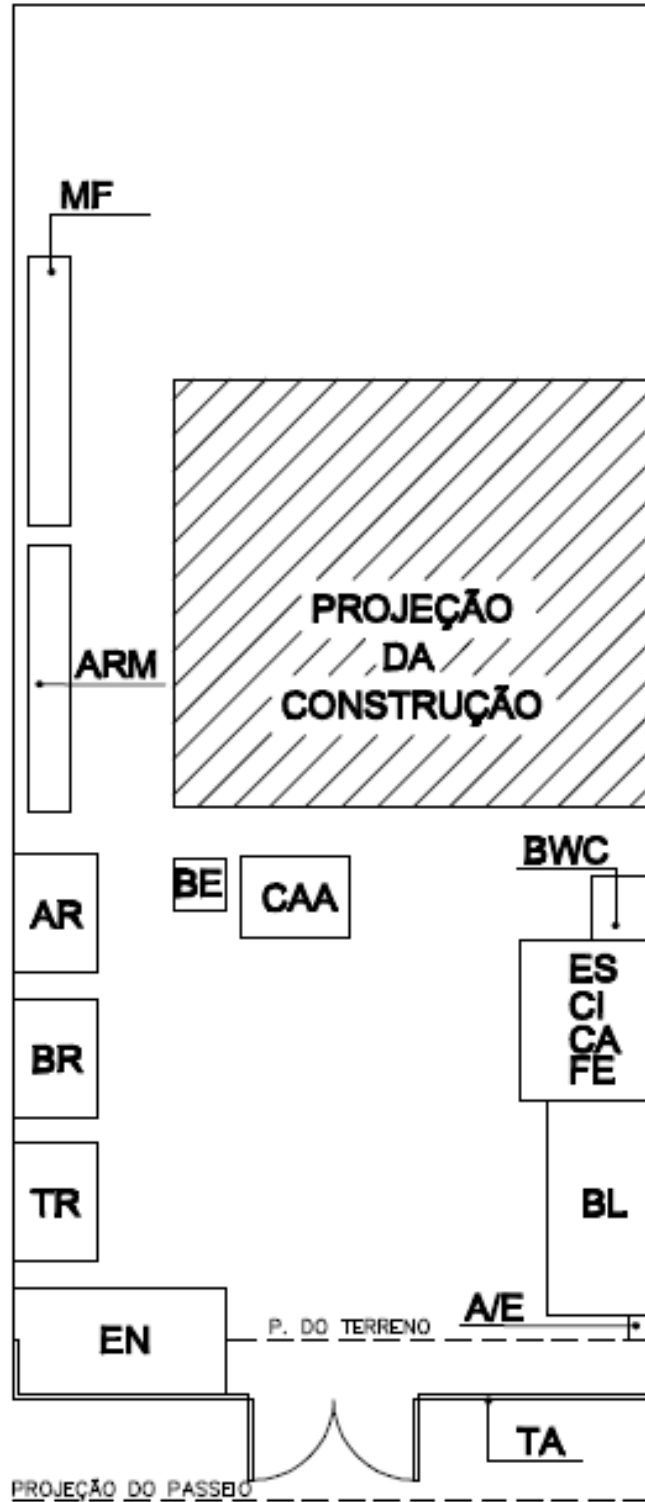 MF
PROJEÇÃO
DA
CONSTRUÇÃO
ARM
BWC
BE
CAA
AR
ES
CI
CA
FE
BR
TR
BL
A/E
P. DO TERRENO
EN
TA
PROJEÇÃO DO PASSEIO